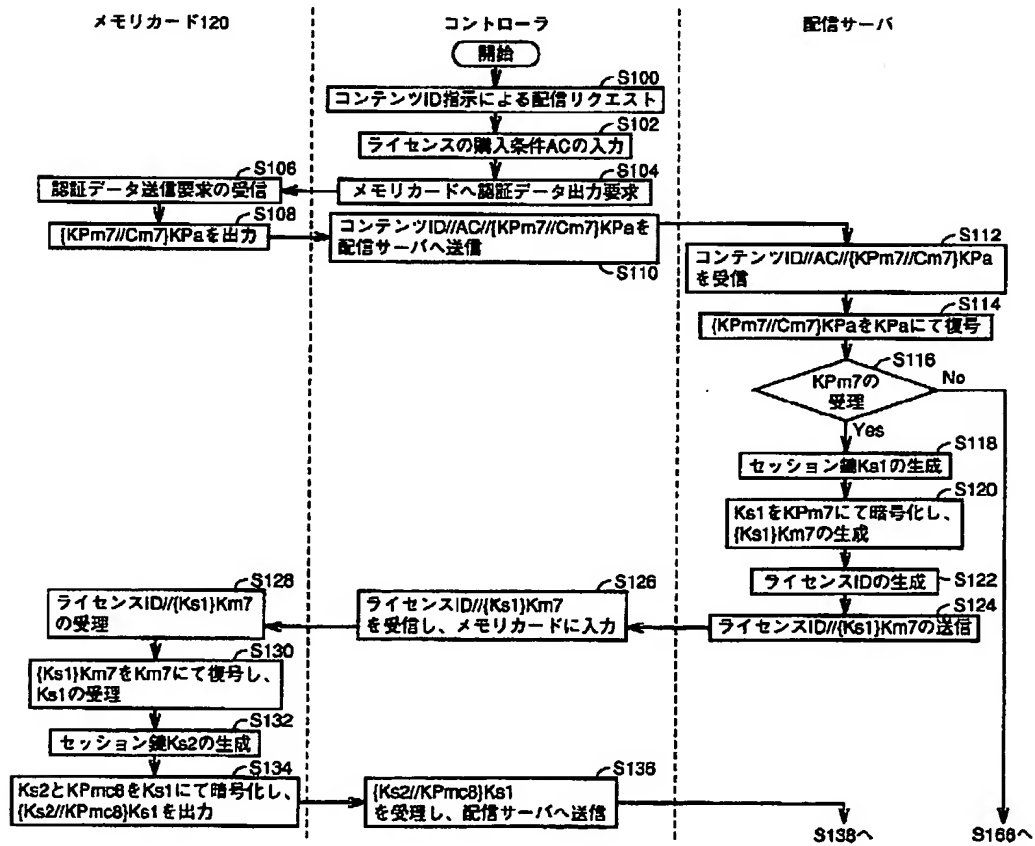 メモリカード120
コントローラ
配信サーバ
開始
S100
コンテンツID指示による配信リクエスト
S102
ライセンスの購入条件ACの入力
S104
メモリカードへ認証データ出力要求
S106
認証データ送信要求の受信
S108
{KPm7//Cm7}KPaを出力
コンテンツID//AC//{KPm7//Cm7}KPaを
配信サーバへ送信
S110
S112
コンテンツID//AC//{KPm7//Cm7}KPa
を受信
S114
{KPm7//Cm7}KPaをKPaにて復号
S116
KPm7の
受理
No
Yes
S118
セッション鍵Ks1の生成
S120
Ks1をKPm7にて暗号化し、
{Ks1}Km7の生成
ライセンスIDの生成
S122
S124
ライセンスID//{Ks1}Km7の送信
S126
ライセンスID//{Ks1}Km7
を受信し、メモリカードに入力
S128
ライセンスID//{Ks1}Km7
の受理
S130
{Ks1}Km7をKm7にて復号し、
Ks1の受理
S132
セッション鍵Ks2の生成
S134
Ks2とKPmc8をKs1にて暗号化し、
{Ks2//KPmc8}Ks1を出力
S136
{Ks2//KPmc8}Ks1
を受理し、配信サーバへ送信
S138へ
S166へ